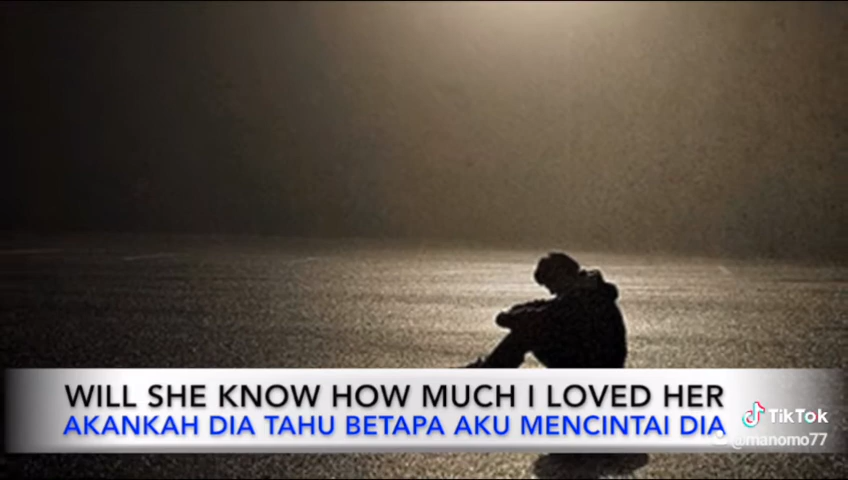 WILL SHE KNOW HOW MUCH I LOVED HER
AKANKAH DIA TAHU BETAPA AKU MENCINTAI DIA
TikTok
@manomo77